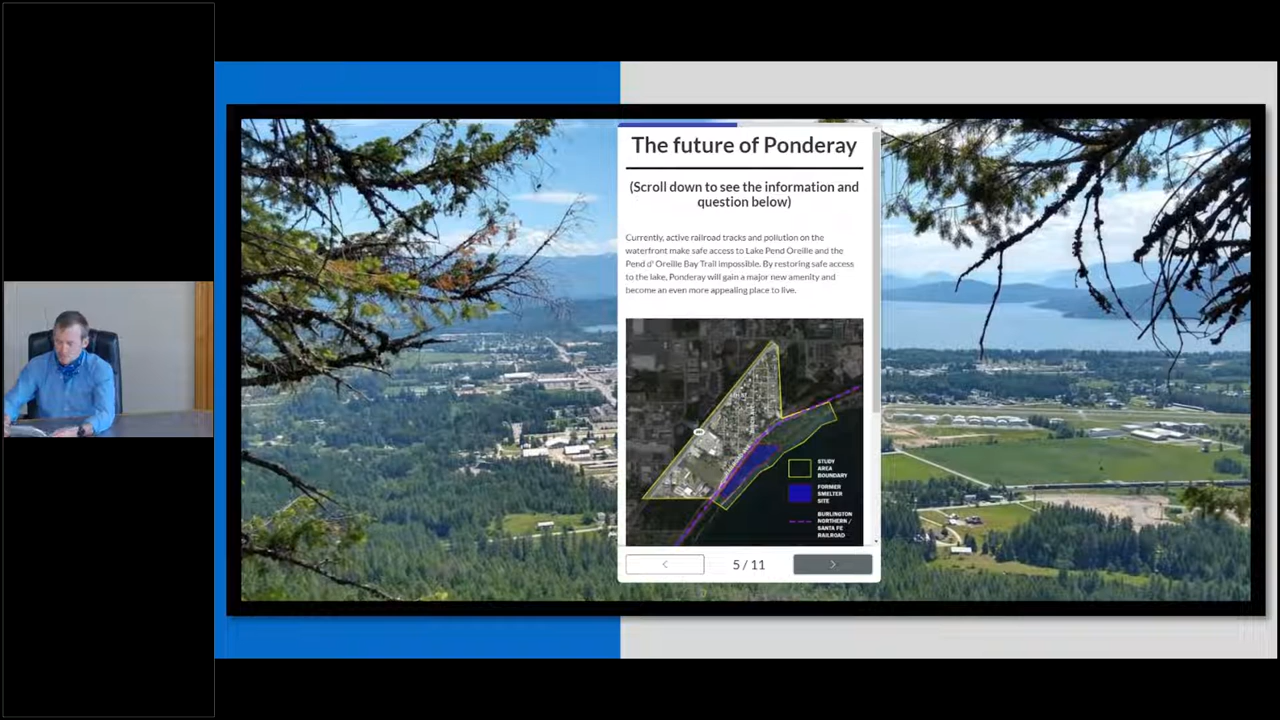 The future of Ponderay
(Scroll down to see the information and
question below)
Currently, active railroad tracks and pollution on the
waterfront make safe access to Lake Pend Oreille and the
Pend d' Oreille Bay Trail impossible. By restoring safe access
to the lake, Ponderay will gain a major new amenity and
become an even more appealing place to live.
STUDY
AREA
BOUNDARY
FORMER
SMELTER
SITE
BURLINGTON
NORTHERN /
SANTA FE
RAILROAD
5 / 11